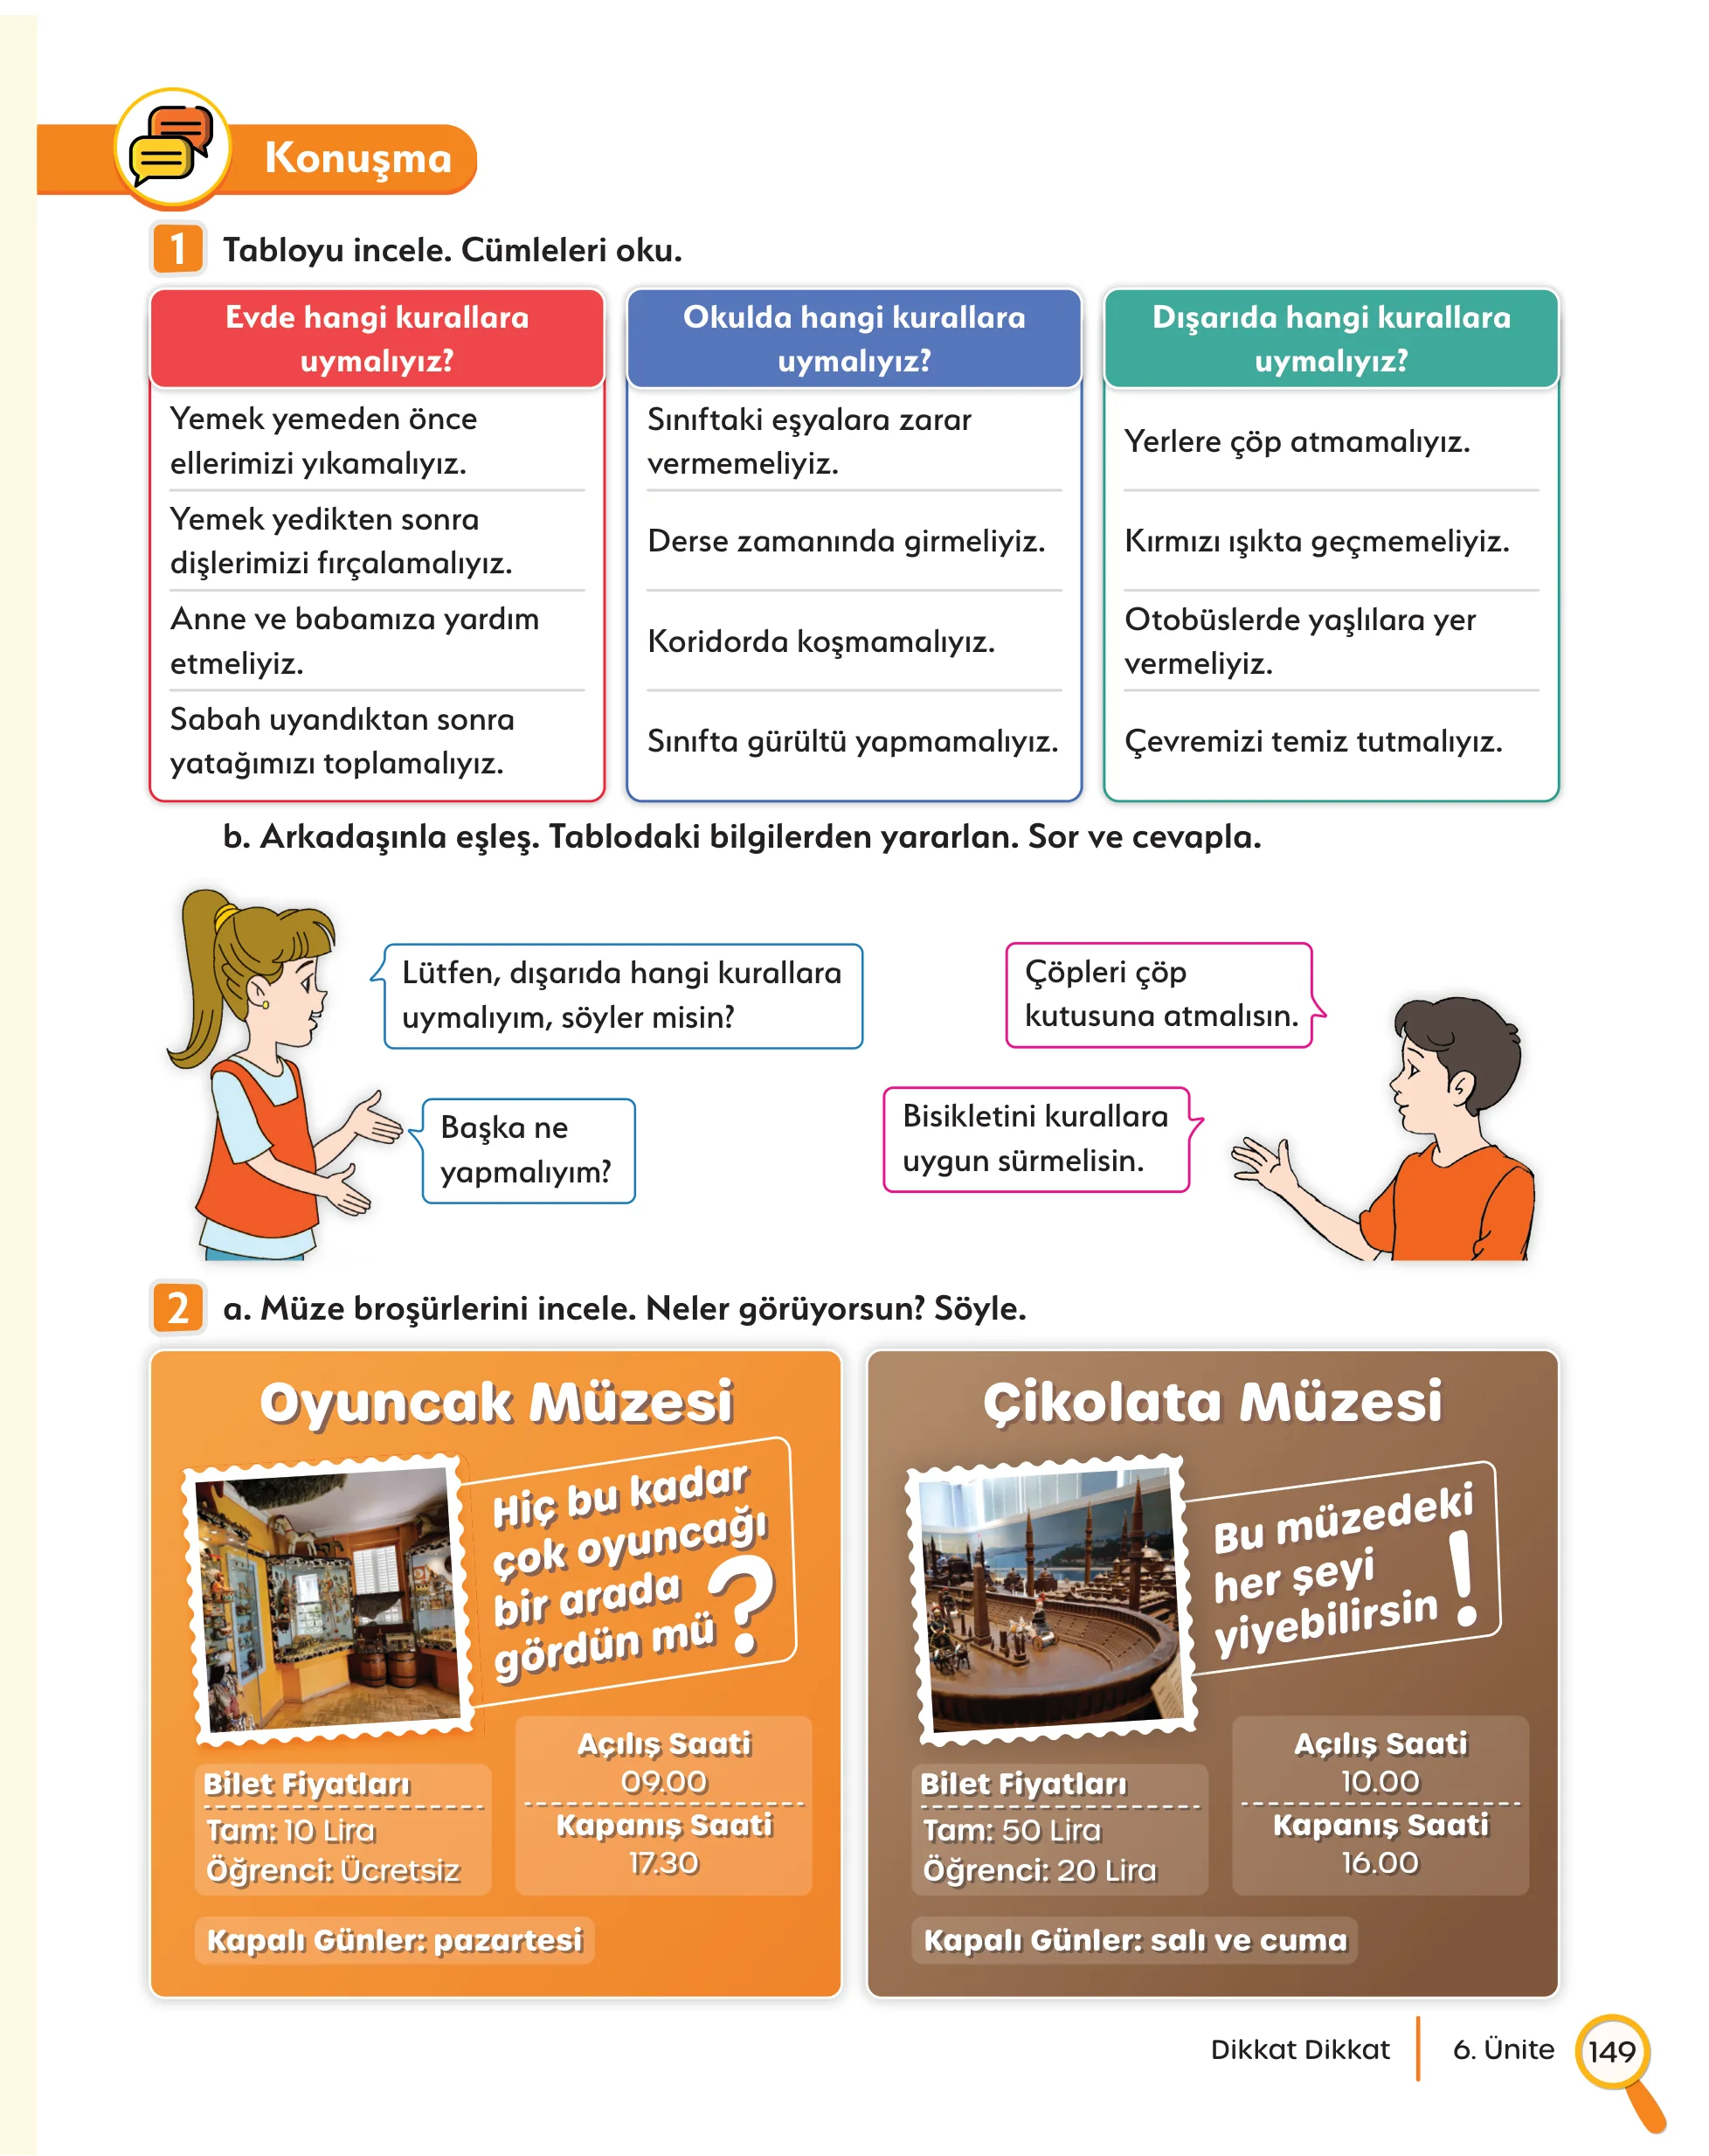 Konuşma
1 Tabloyu incele. Cümleleri oku.
Evde hangi kurallara
uymalıyız?
Yemek yemeden önce
ellerimizi yıkamalıyız.
Yemek yedikten sonra
dişlerimizi fırçalamalıyız.
Anne ve babamıza yardım
etmeliyiz.
Sabah uyandıktan sonra
yatağımızı toplamalıyız.
Okulda hangi kurallara
uymalıyız?
Sınıftaki eşyalara zarar
vermemeliyiz.
Derse zamanında girmeliyiz.
Koridorda koşmamalıyız.
Sınıfta gürültü yapmamalıyız.
Dışarıda hangi kurallara
uymalıyız?
Yerlere çöp atmamalıyız.
Kırmızı ışıkta geçmemeliyiz.
Otobüslerde yaşlılara yer
vermeliyiz.
Çevremizi temiz tutmalıyız.
b. Arkadaşınla eşleş. Tablodaki bilgilerden yararlan. Sor ve cevapla.
Lütfen, dışarıda hangi kurallara
uymalıyım, söyler misin?
Çöpleri çöp
kutusuna atmalısın.
Başka ne
yapmalıyım?
Bisikletini kurallara
uygun sürmelisin.
2 a. Müze broşürlerini incele. Neler görüyorsun? Söyle.
Oyuncak Müzesi
Hiç bu kadar
çok oyuncağı
bir arada
gördün mü?
Açılış Saati
09.00
Kapanış Saati
17.30
Bilet Fiyatları
Tam: 10 Lira
Öğrenci: Ücretsiz
Kapalı Günler: pazartesi
Çikolata Müzesi
Bu müzedeki
her şeyi
yiyebilirsin!
Açılış Saati
10.00
Kapanış Saati
16.00
Bilet Fiyatları
Tam: 50 Lira
Öğrenci: 20 Lira
Kapalı Günler: salı ve cuma
Dikkat Dikkat 6. Ünite 149